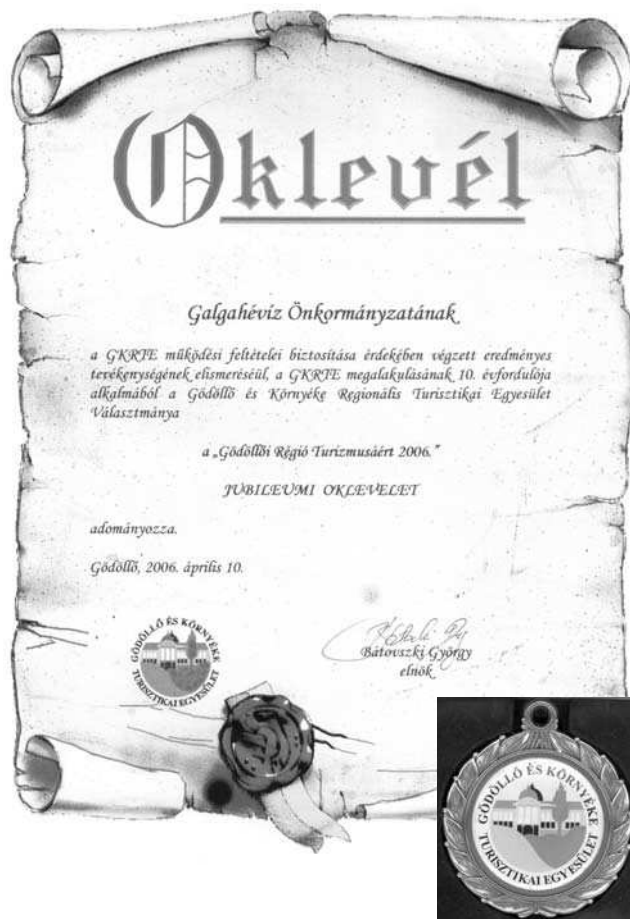 Oklevél
Galgahévíz Önkormányzatának
a GKRTE működési feltételei biztosítása érdekében végzett eredményes
tevékenységének elismeréséül, a GKRTE megalakulásának 10. évfordulója
alkalmából a Gödöllő és Környéke Regionális Turisztikai Egyesület
Választmánya
a „Gödöllői Régió Turizmusáért 2006."
JUBILEUMI OKLEVELET
adományozza.
Gödöllő, 2006. április 10.
Bátovszki György
elnök
GÖDÖLLŐ ÉS KÖRNYÉKE
TURISZTIKAI EGYESÜLET
GÖDÖLLŐ ÉS KÖRNYÉKE
TURISZTIKAI EGYESÜLET